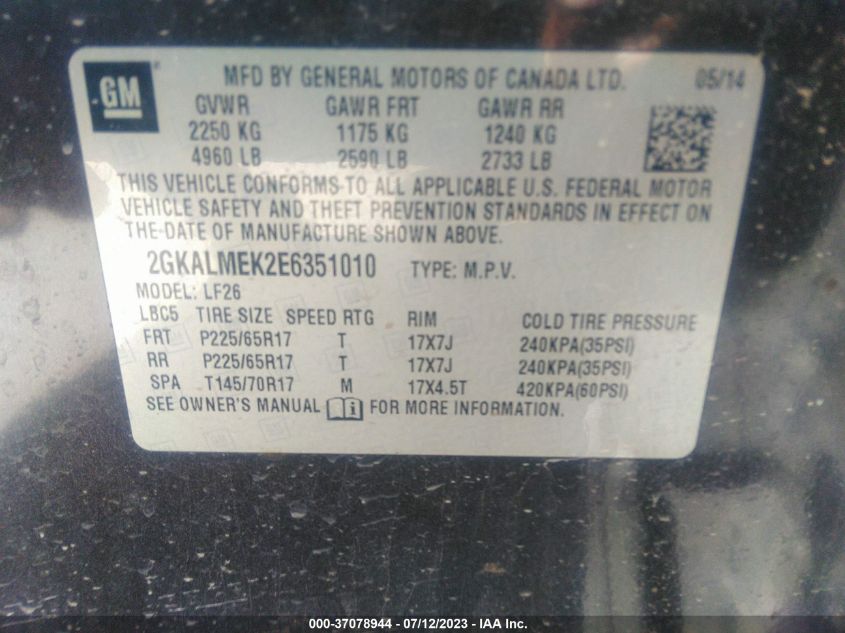 GM
MFD BY GENERAL MOTORS OF CANADA LTD. 05/14
GVWR GAWR FRT GAWR RR
2250 KG 1175 KG 1240 KG
4960 LB 2590 LB 2733 LB
THIS VEHICLE CONFORMS TO ALL APPLICABLE U.S. FEDERAL MOTOR
VEHICLE SAFETY AND THEFT PREVENTION STANDARDS IN EFFECT ON
THE DATE OF MANUFACTURE SHOWN ABOVE.
2GKALMEK2E6351010 TYPE: M.P.V.
MODEL: LF26
LBC5 TIRE SIZE SPEED RTG RIM COLD TIRE PRESSURE
FRT P225/65R17 T 17X7J 240KPA(35PSI)
RR P225/65R17 T 17X7J 240KPA(35PSI)
SPA T145/70R17 M 17X4.5T 420KPA(60PSI)
SEE OWNER'S MANUAL FOR MORE INFORMATION.
000-37078944 / 07/12/2023 - IAA Inc.